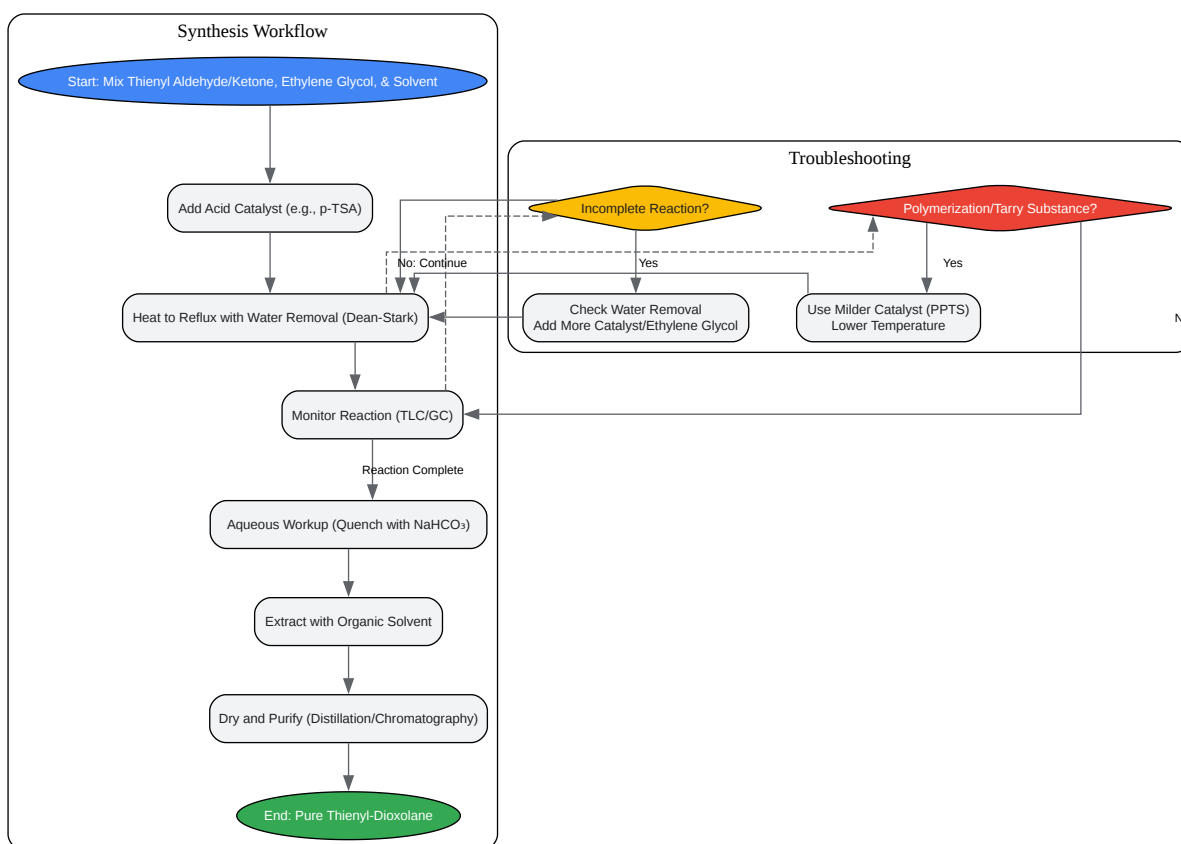 Synthesis Workflow
Start: Mix Thienyl Aldehyde/Ketone, Ethylene Glycol, & Solvent
Troubleshooting
Add Acid Catalyst (e.g., p-TSA)
Incomplete Reaction?
Polymerization/Tarry Substance?
No: Continue
Yes
Yes
Heat to Reflux with Water Removal (Dean-Stark)
Check Water Removal
Add More Catalyst/Ethylene Glycol
Use Milder Catalyst (PPTS)
Lower Temperature
Monitor Reaction (TLC/GC)
Reaction Complete
Aqueous Workup (Quench with NaHCO₃)
Extract with Organic Solvent
Dry and Purify (Distillation/Chromatography)
End: Pure Thienyl-Dioxolane